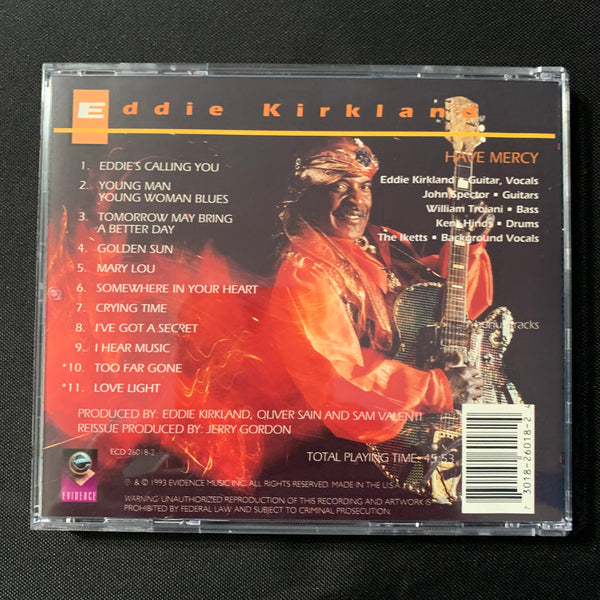 Eddie Kirkland
HAVE MERCY
Eddie Kirkland • Guitar, Vocals
John Spector • Guitars
William Troiani • Bass
Kent Hinds • Drums
The Iketts • Background Vocals
1. EDDIE'S CALLING YOU
2. YOUNG MAN
YOUNG WOMAN BLUES
3. TOMORROW MAY BRING
A BETTER DAY
4. GOLDEN SUN
5. MARY LOU
6. SOMEWHERE IN YOUR HEART
7. CRYING TIME
8. I'VE GOT A SECRET
9. I HEAR MUSIC
*10. TOO FAR GONE
*11. LOVE LIGHT
tracks
PRODUCED BY: EDDIE KIRKLAND, OLIVER SAIN AND SAM VALENTI
REISSUE PRODUCED BY: JERRY GORDON
ECD 26018-2
TOTAL PLAYING TIME: 45:53
EVIDENCE
℗ & © 1993 EVIDENCE MUSIC INC. ALL RIGHTS RESERVED. MADE IN THE U.S.A.
WARNING: UNAUTHORIZED REPRODUCTION OF THIS RECORDING AND ARTWORK IS
PROHIBITED BY FEDERAL LAW AND SUBJECT TO CRIMINAL PROSECUTION.
7 30182-26018-2 4